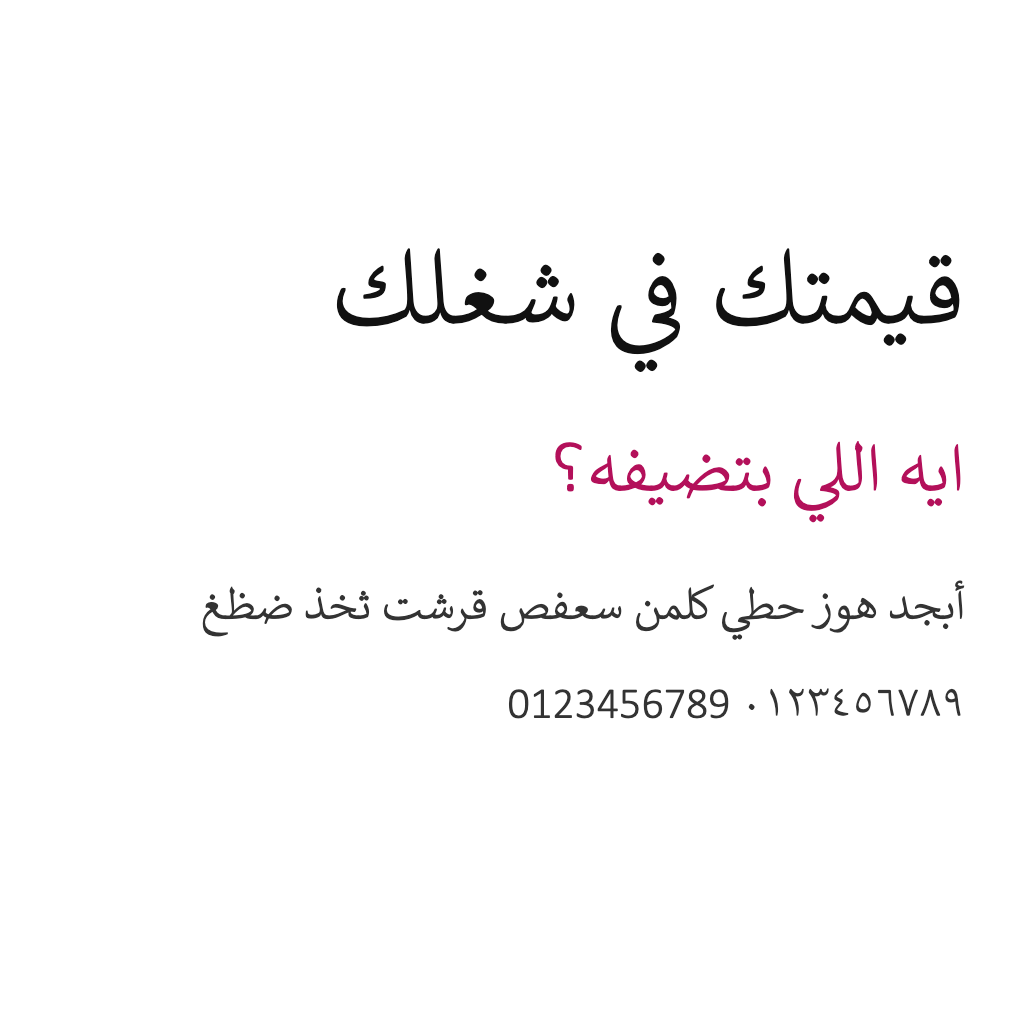 قيمتك في شغلك
ايه اللي بتضيفه؟
أبجد هوز حطي كلمن سعفص قرشت ثخذ ضظغ
٠١٢٣٤٥٦٧٨٩ 0123456789